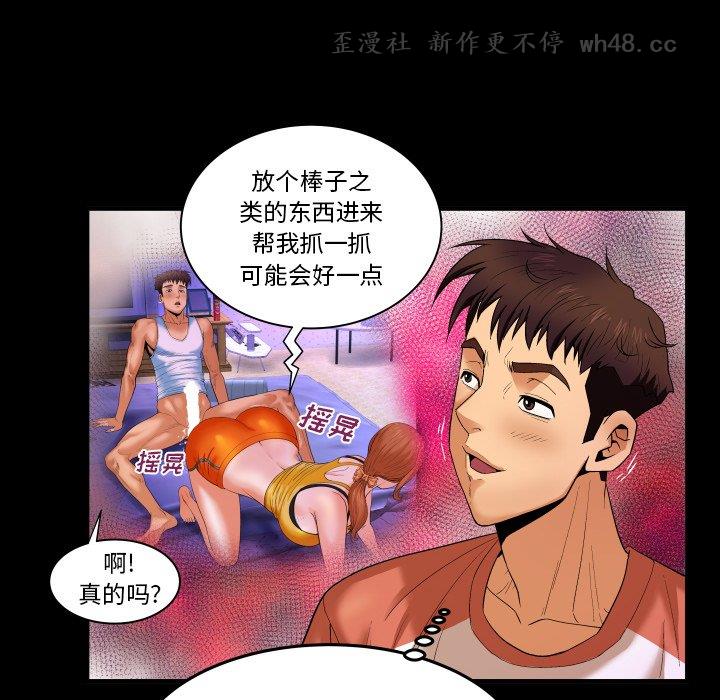 歪漫社 新作更不停 wh48.cc
放个棒子之
类的东西进来
帮我抓一抓
可能会好一点
摇晃
摇晃
啊!
真的吗?